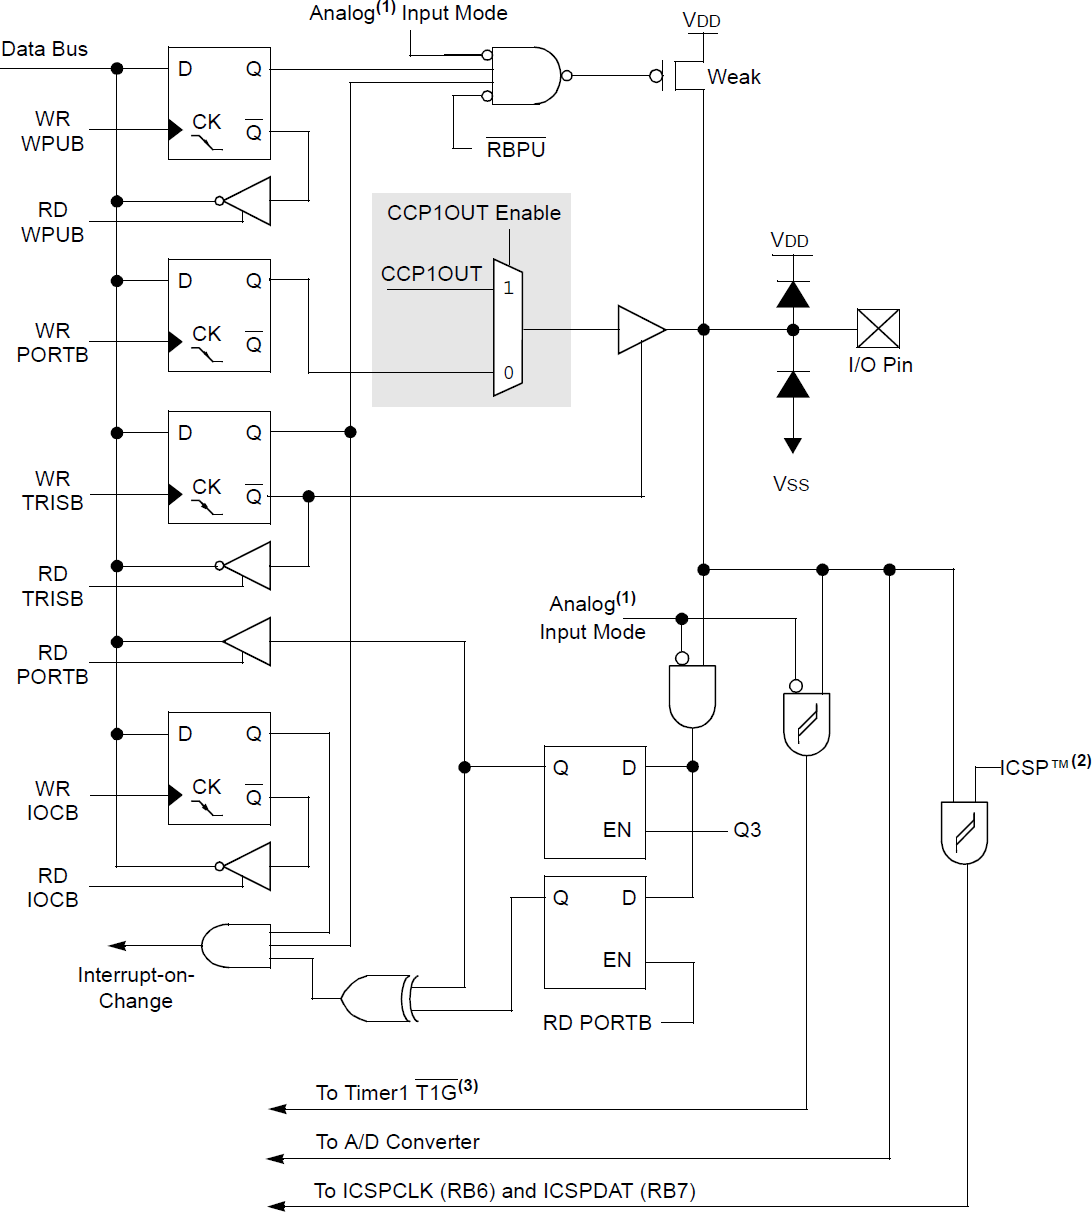 Analog(1) Input Mode
VDD
Data Bus
D Q
Weak
WR
WPUB
CK
Q
RBPU
RD
WPUB
CCP1OUT Enable
VDD
D Q
CCP1OUT
1
WR
PORTB
CK
Q
0
I/O Pin
D Q
WR
TRISB
CK
Q
VSS
RD
TRISB
Analog(1)
Input Mode
RD
PORTB
D Q
Q D
ICSP™(2)
WR
IOCB
CK
Q
EN
Q3
RD
IOCB
Q D
EN
Interrupt-on-
Change
RD PORTB
To Timer1 T1G(3)
To A/D Converter
To ICSPCLK (RB6) and ICSPDAT (RB7)